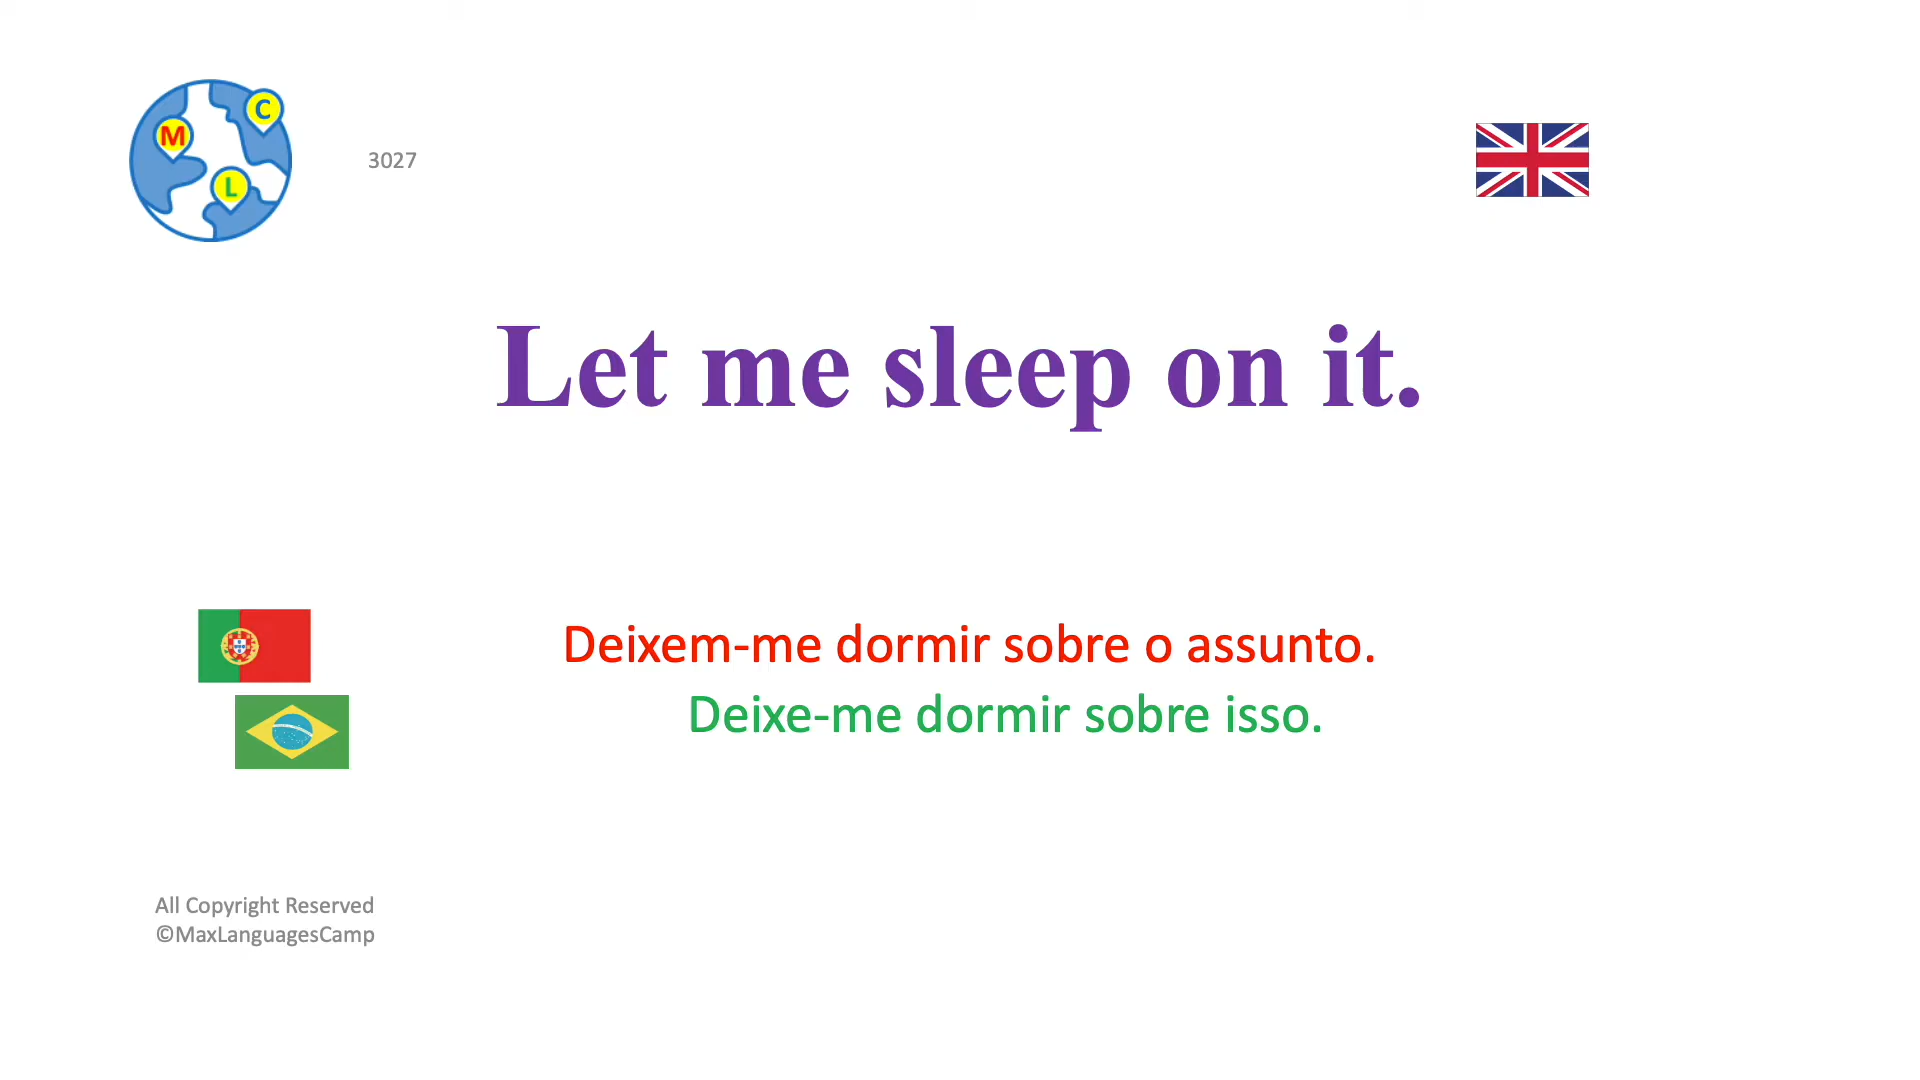 M
C
L
3027
Let me sleep on it.
Deixem-me dormir sobre o assunto.
Deixe-me dormir sobre isso.
All Copyright Reserved
©MaxLanguagesCamp